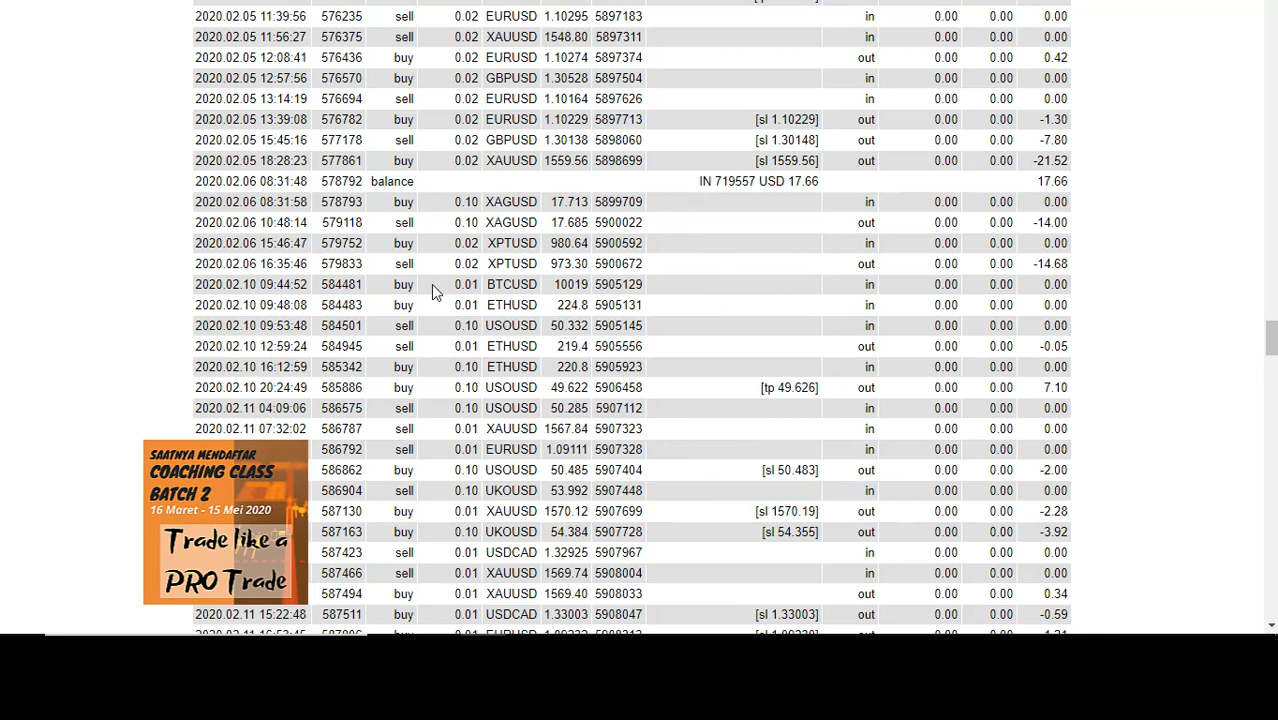 2020.02.05 11:39:56 576235 sell 0.02 EURUSD 1.10295 5897183 in 0.00 0.00 0.00
2020.02.05 11:56:27 576375 sell 0.02 XAUUSD 1548.80 5897311 in 0.00 0.00 0.00
2020.02.05 12:08:41 576436 buy 0.02 EURUSD 1.10274 5897374 out 0.00 0.00 0.42
2020.02.05 12:57:56 576570 buy 0.02 GBPUSD 1.30528 5897504 in 0.00 0.00 0.00
2020.02.05 13:14:19 576694 sell 0.02 EURUSD 1.10164 5897626 in 0.00 0.00 0.00
2020.02.05 13:39:08 576782 buy 0.02 EURUSD 1.10229 5897713 [sl 1.10229] out 0.00 0.00 -1.30
2020.02.05 15:45:16 577178 sell 0.02 GBPUSD 1.30138 5898060 [sl 1.30148] out 0.00 0.00 -7.80
2020.02.05 18:28:23 577861 buy 0.02 XAUUSD 1559.56 5898699 [sl 1559.56] out 0.00 0.00 -21.52
2020.02.06 08:31:48 578792 balance IN 719557 USD 17.66 17.66
2020.02.06 08:31:58 578793 buy 0.10 XAGUSD 17.713 5899709 in 0.00 0.00 0.00
2020.02.06 10:48:14 579118 sell 0.10 XAGUSD 17.685 5900022 out 0.00 0.00 -14.00
2020.02.06 15:46:47 579752 buy 0.02 XPTUSD 980.64 5900592 in 0.00 0.00 0.00
2020.02.06 16:35:46 579833 sell 0.02 XPTUSD 973.30 5900672 out 0.00 0.00 -14.68
2020.02.10 09:44:52 584481 buy 0.01 BTCUSD 10019 5905129 in 0.00 0.00 0.00
2020.02.10 09:48:08 584483 buy 0.01 ETHUSD 224.8 5905131 in 0.00 0.00 0.00
2020.02.10 09:53:48 584501 sell 0.10 USOUSD 50.332 5905145 in 0.00 0.00 0.00
2020.02.10 12:59:24 584945 sell 0.01 ETHUSD 219.4 5905556 out 0.00 0.00 -0.05
2020.02.10 16:12:59 585342 buy 0.10 ETHUSD 220.8 5905923 in 0.00 0.00 0.00
2020.02.10 20:24:49 585886 buy 0.10 USOUSD 49.622 5906458 [tp 49.626] out 0.00 0.00 7.10
2020.02.11 04:09:06 586575 sell 0.10 USOUSD 50.285 5907112 in 0.00 0.00 0.00
2020.02.11 07:32:02 586787 sell 0.01 XAUUSD 1567.84 5907323 in 0.00 0.00 0.00
586792 sell 0.01 EURUSD 1.09111 5907328 in 0.00 0.00 0.00
586862 buy 0.10 USOUSD 50.485 5907404 [sl 50.483] out 0.00 0.00 -2.00
586904 sell 0.10 UKOUSD 53.992 5907448 in 0.00 0.00 0.00
587130 buy 0.01 XAUUSD 1570.12 5907699 [sl 1570.19] out 0.00 0.00 -2.28
587163 buy 0.10 UKOUSD 54.384 5907728 [sl 54.355] out 0.00 0.00 -3.92
587423 sell 0.01 USDCAD 1.32925 5907967 in 0.00 0.00 0.00
587466 sell 0.01 XAUUSD 1569.74 5908004 in 0.00 0.00 0.00
587494 buy 0.01 XAUUSD 1569.40 5908033 out 0.00 0.00 0.34
2020.02.11 15:22:48 587511 buy 0.01 USDCAD 1.33003 5908047 [sl 1.33003] out 0.00 0.00 -0.59
SAATNYA MENDAFTAR
COACHING CLASS
BATCH 2
16 Maret - 15 Mei 2020
Trade like a
PRO Trade